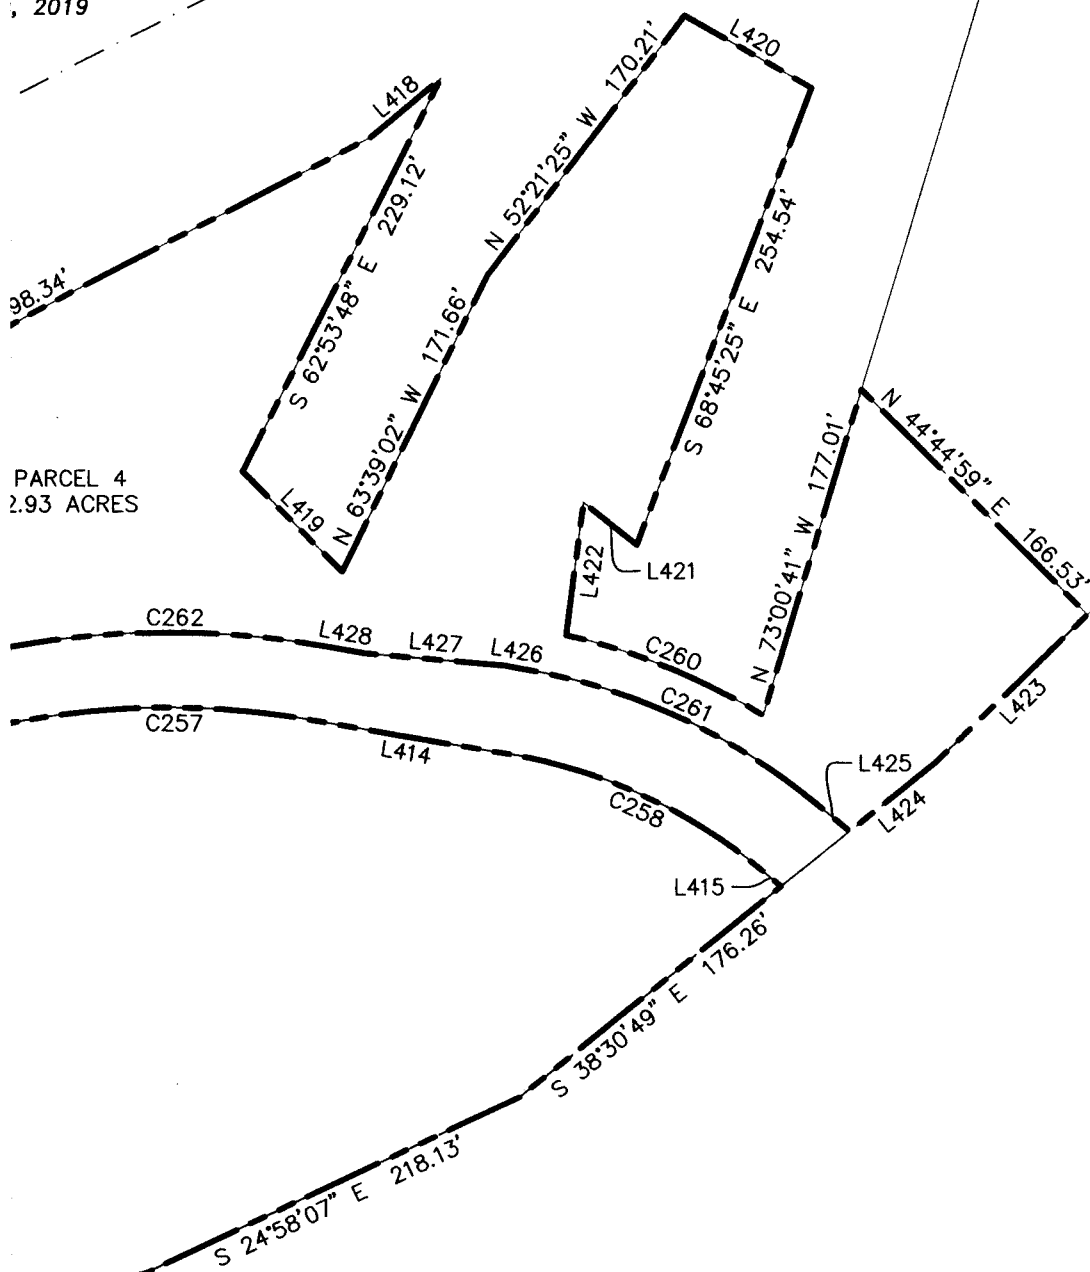 , 2019
L418
S 62°53'48" E 229.12'
98.34'
N 52°21'25" W 170.21'
L420
N 63°39'02" W 171.66'
S 68°45'25" E 254.54'
PARCEL 4
2.93 ACRES
L419
L422
L421
N 73°00'41" W 177.01'
N 44°44'59" E 166.53'
C262
L428
L427
L426
C260
C261
L423
C257
L414
C258
L425
L424
L415
S 38°30'49" E 176.26'
S 24°58'07" E 218.13'